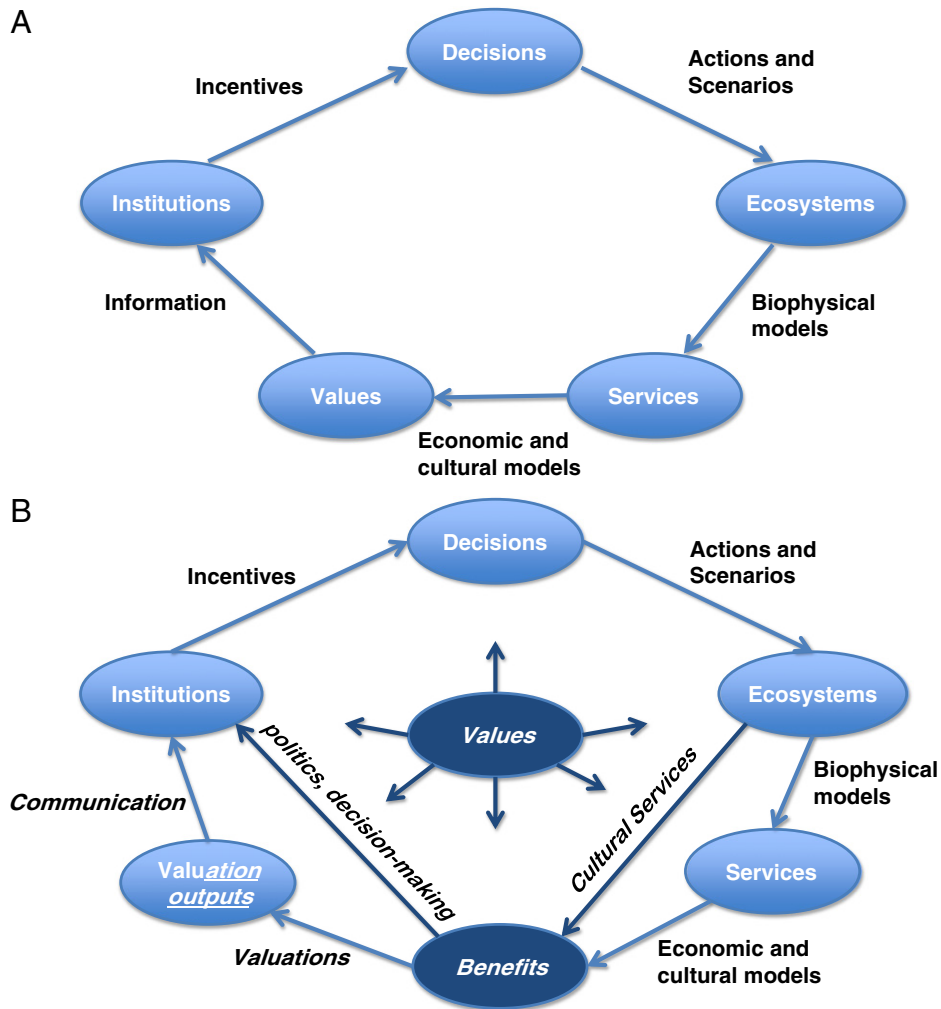 A
Decisions
Actions and
Scenarios
Incentives
Institutions
Ecosystems
Information
Biophysical
models
Values
Services
Economic and
cultural models
B
Decisions
Actions and
Scenarios
Incentives
Institutions
Ecosystems
Values
politics, decision-making
Cultural Services
Biophysical
models
Communication
Valuation
outputs
Services
Valuations
Benefits
Economic and
cultural models